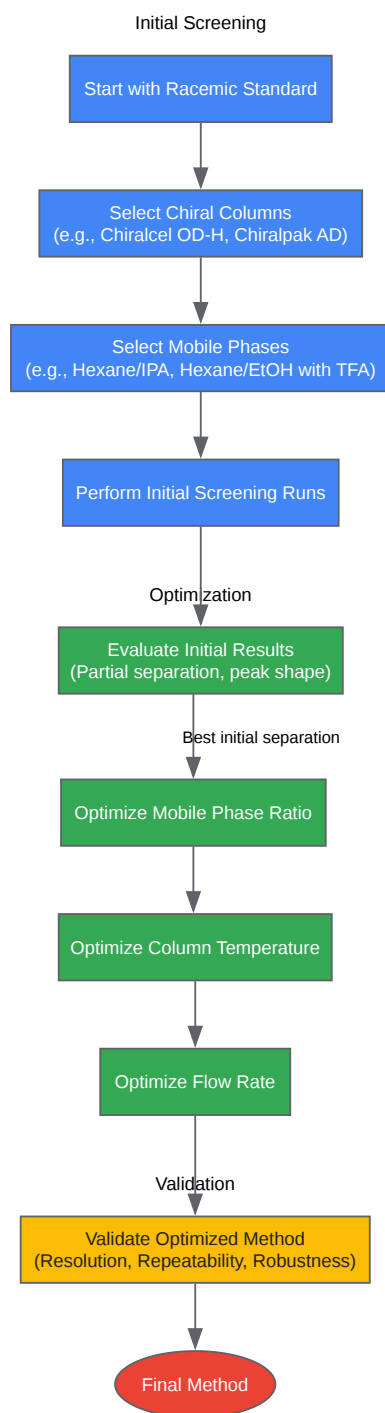 Initial Screening
Start with Racemic Standard
Select Chiral Columns
(e.g., Chiralcel OD-H, Chiralpak AD)
Select Mobile Phases
(e.g., Hexane/IPA, Hexane/EtOH with TFA)
Perform Initial Screening Runs
Optimization
Evaluate Initial Results
(Partial separation, peak shape)
Best initial separation
Optimize Mobile Phase Ratio
Optimize Column Temperature
Optimize Flow Rate
Validation
Validate Optimized Method
(Resolution, Repeatability, Robustness)
Final Method